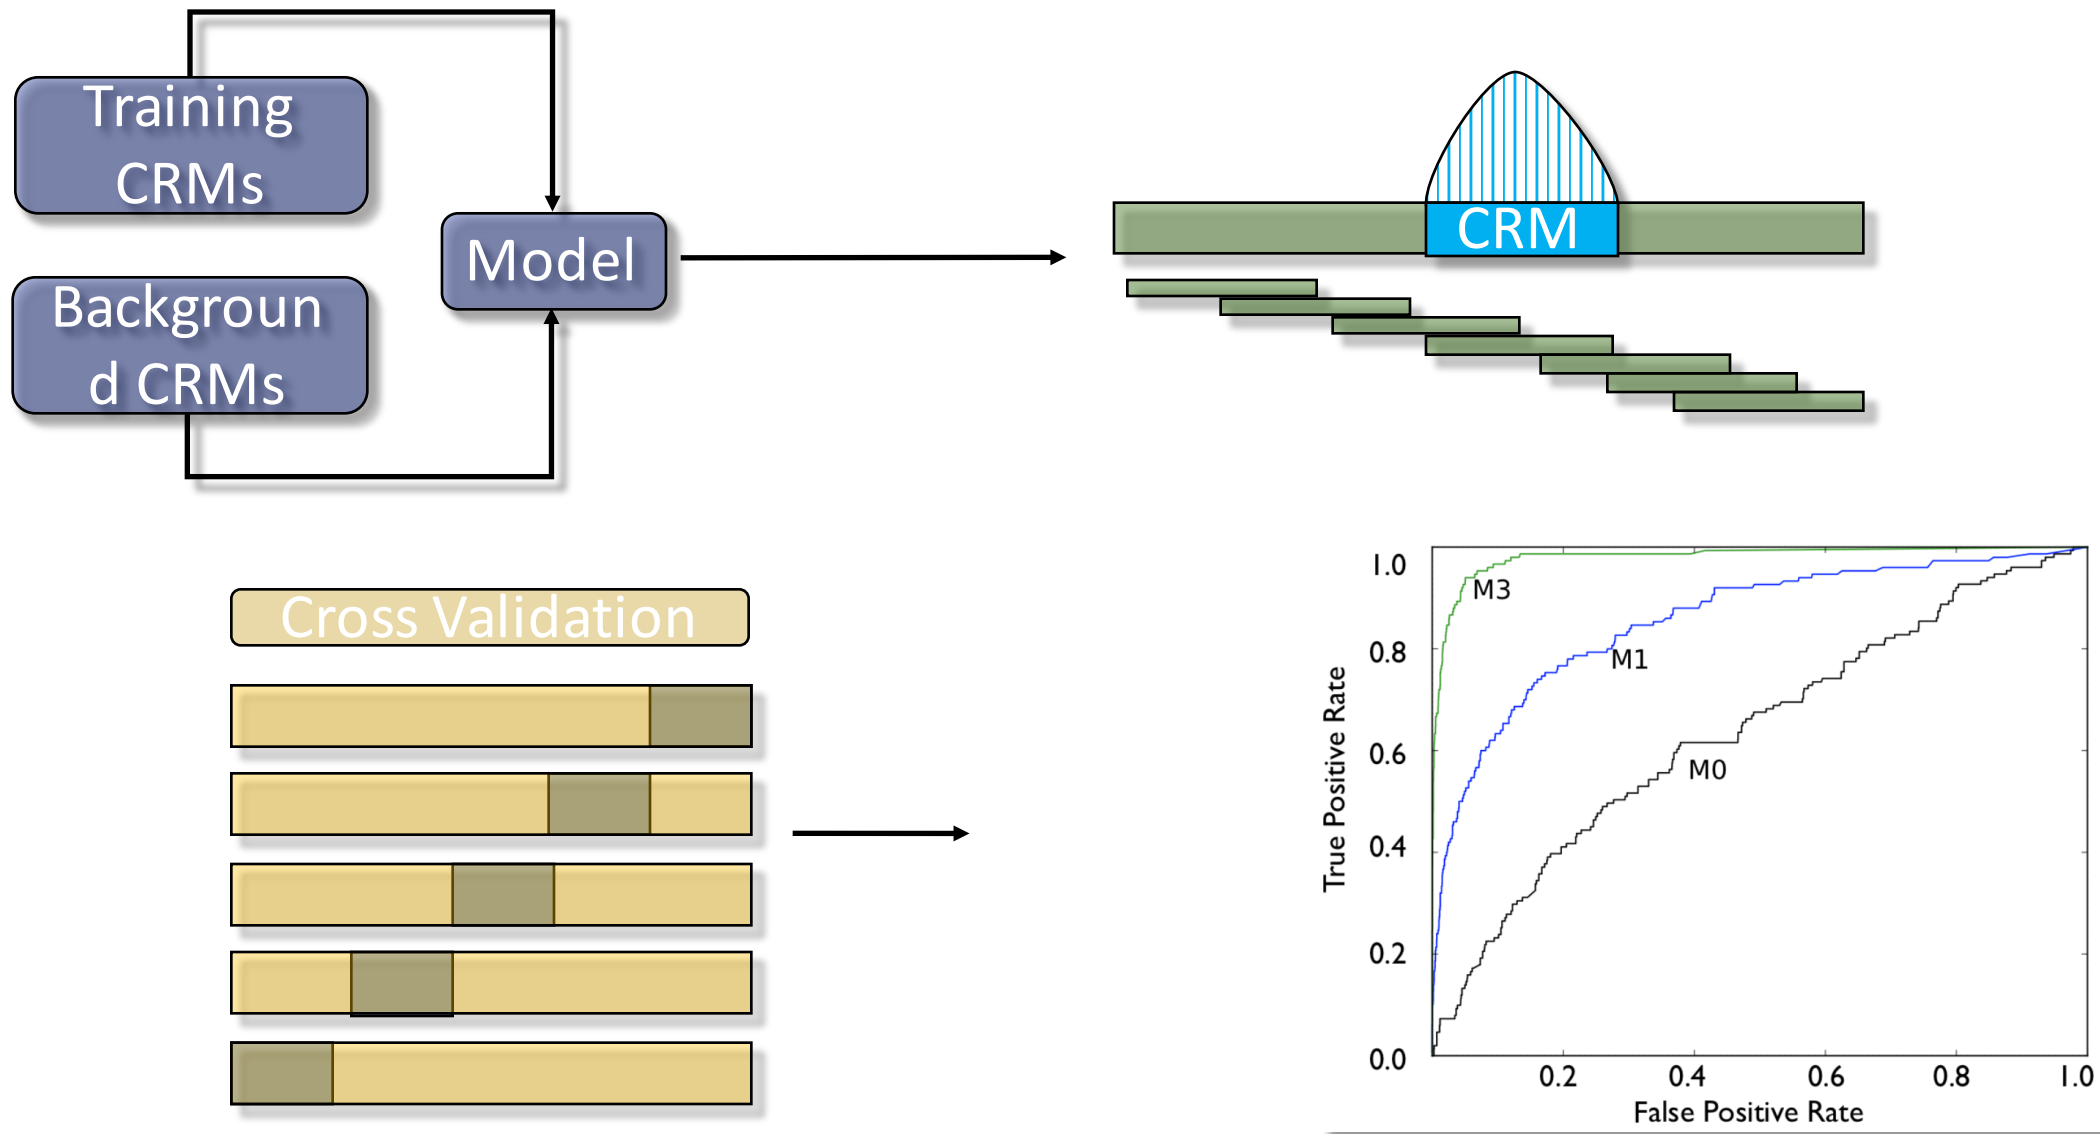 Training
CRMs
Backgroun
d CRMs
Model
CRM
Cross Validation
M3
M1
M0
True Positive Rate
1.0
0.8
0.6
0.4
0.2
0.0
0.2
0.4
0.6
0.8
1.0
False Positive Rate